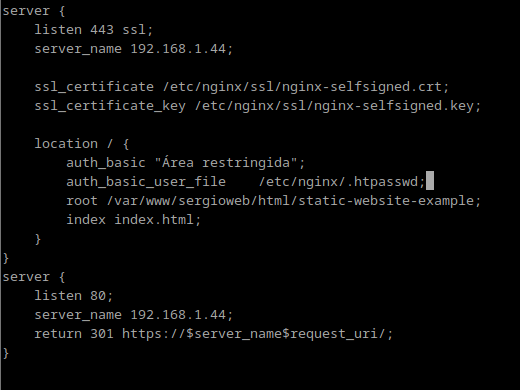 server {
    listen 443 ssl;
    server_name 192.168.1.44;

    ssl_certificate /etc/nginx/ssl/nginx-selfsigned.crt;
    ssl_certificate_key /etc/nginx/ssl/nginx-selfsigned.key;

    location / {
        auth_basic "Área restringida";
        auth_basic_user_file    /etc/nginx/.htpasswd;
        root /var/www/sergioweb/html/static-website-example;
        index index.html;
    }
}
server {
    listen 80;
    server_name 192.168.1.44;
    return 301 https://$server_name$request_uri/;
}